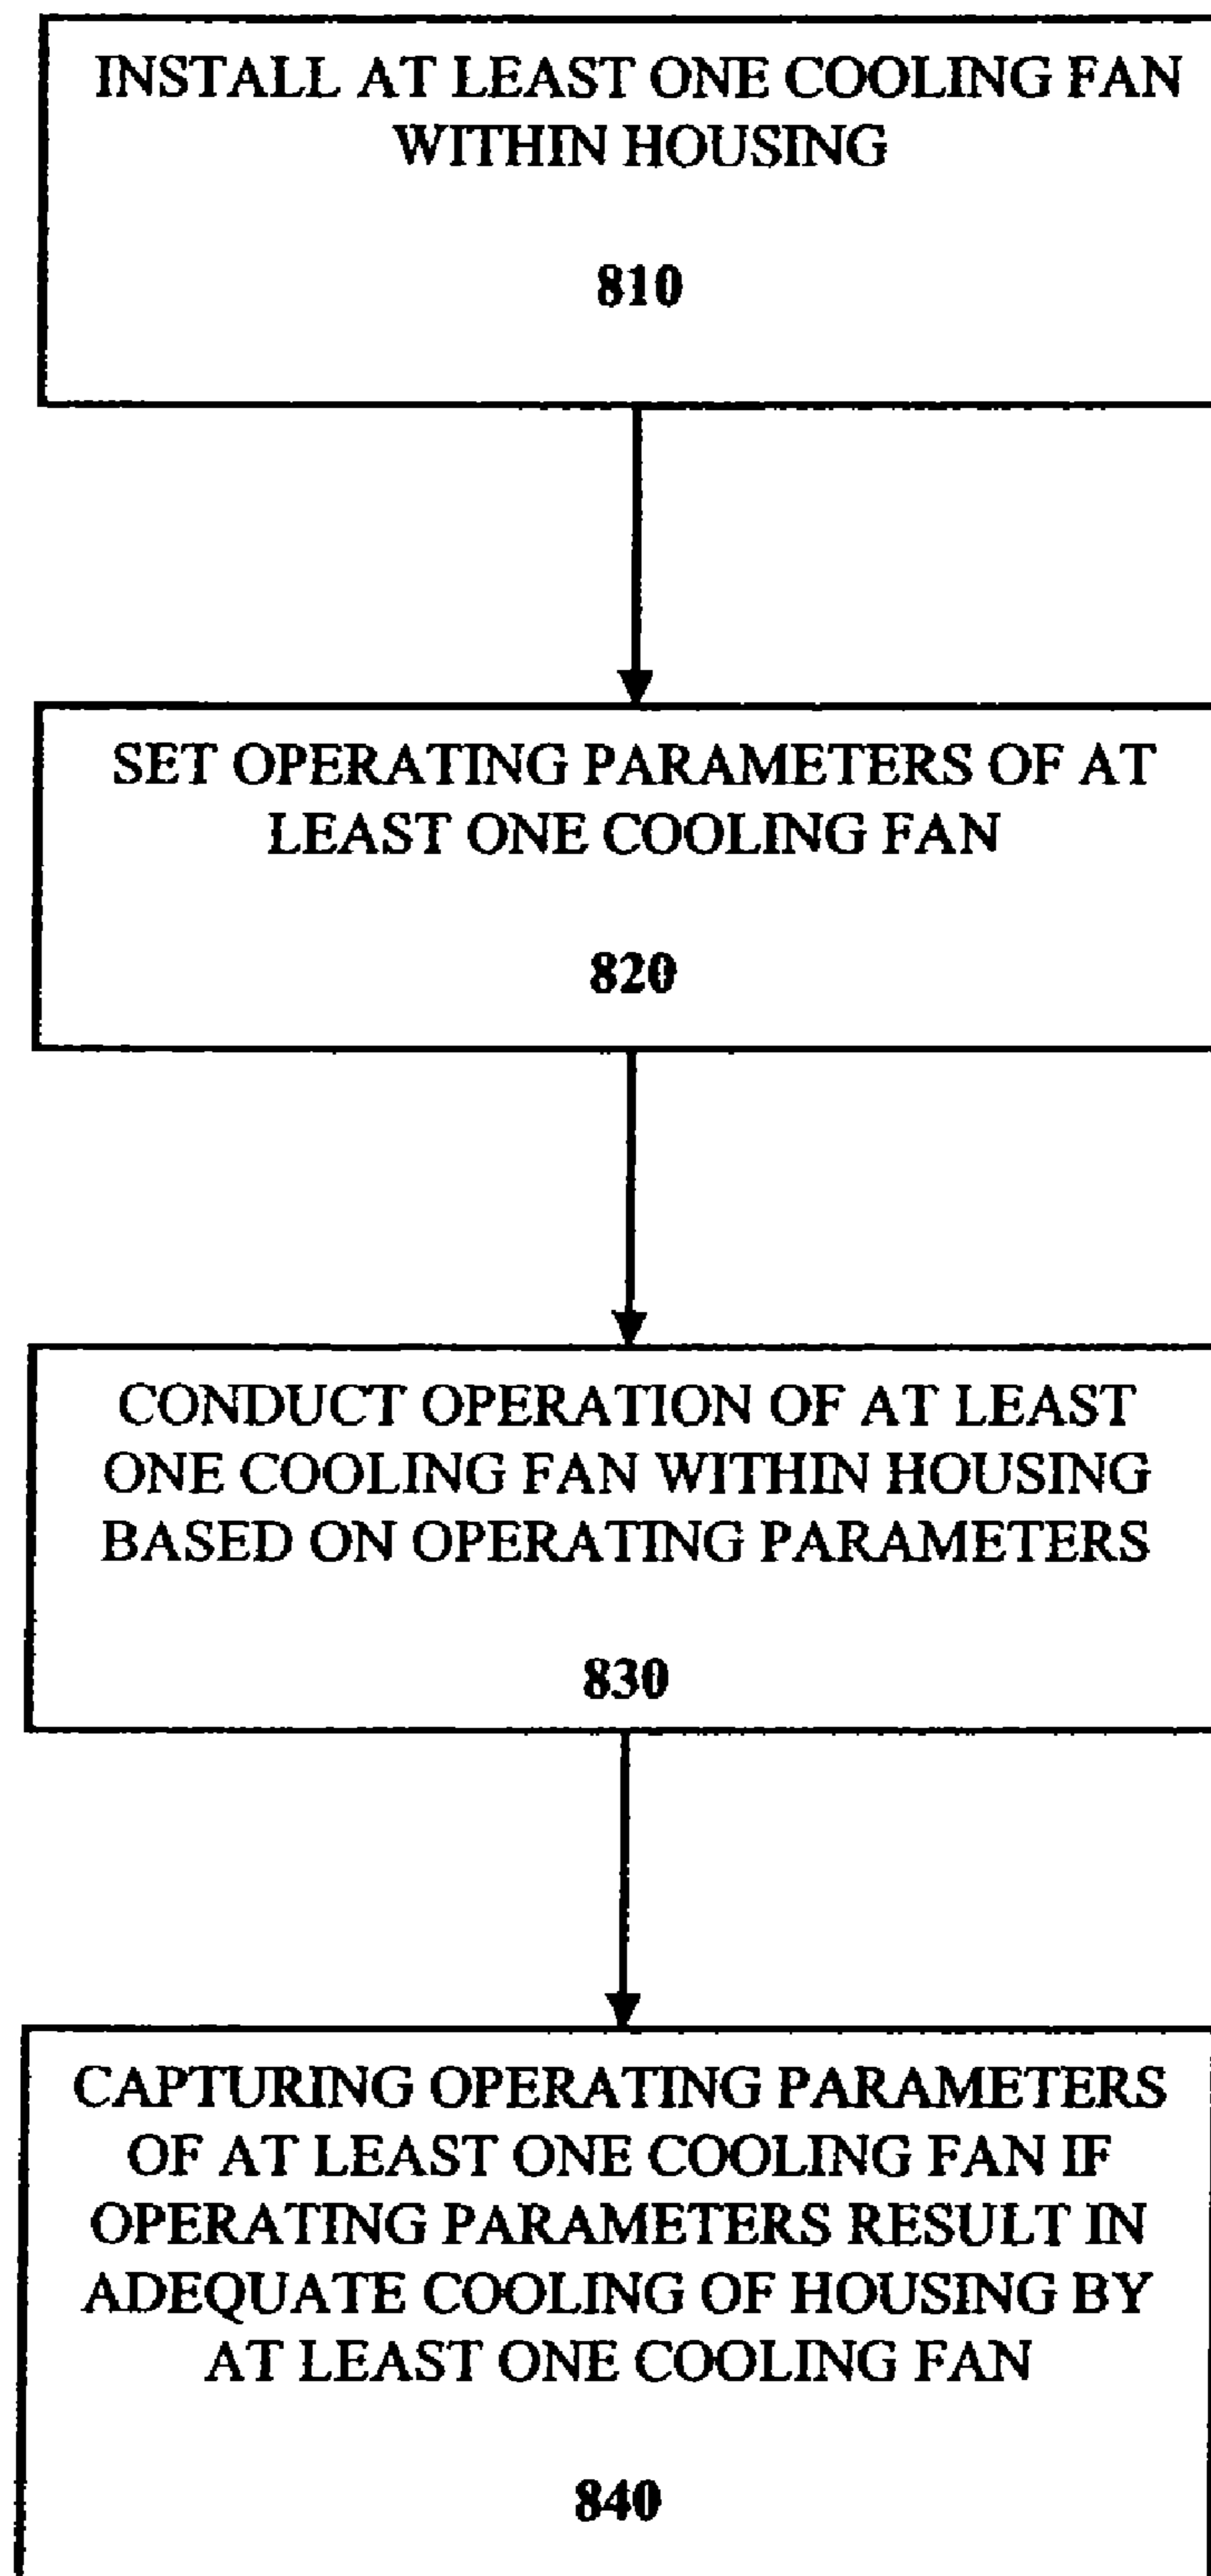 INSTALL AT LEAST ONE COOLING FAN
WITHIN HOUSING
810
SET OPERATING PARAMETERS OF AT
LEAST ONE COOLING FAN
820
CONDUCT OPERATION OF AT LEAST
ONE COOLING FAN WITHIN HOUSING
BASED ON OPERATING PARAMETERS
830
CAPTURING OPERATING PARAMETERS
OF AT LEAST ONE COOLING FAN IF
OPERATING PARAMETERS RESULT IN
ADEQUATE COOLING OF HOUSING BY
AT LEAST ONE COOLING FAN
840